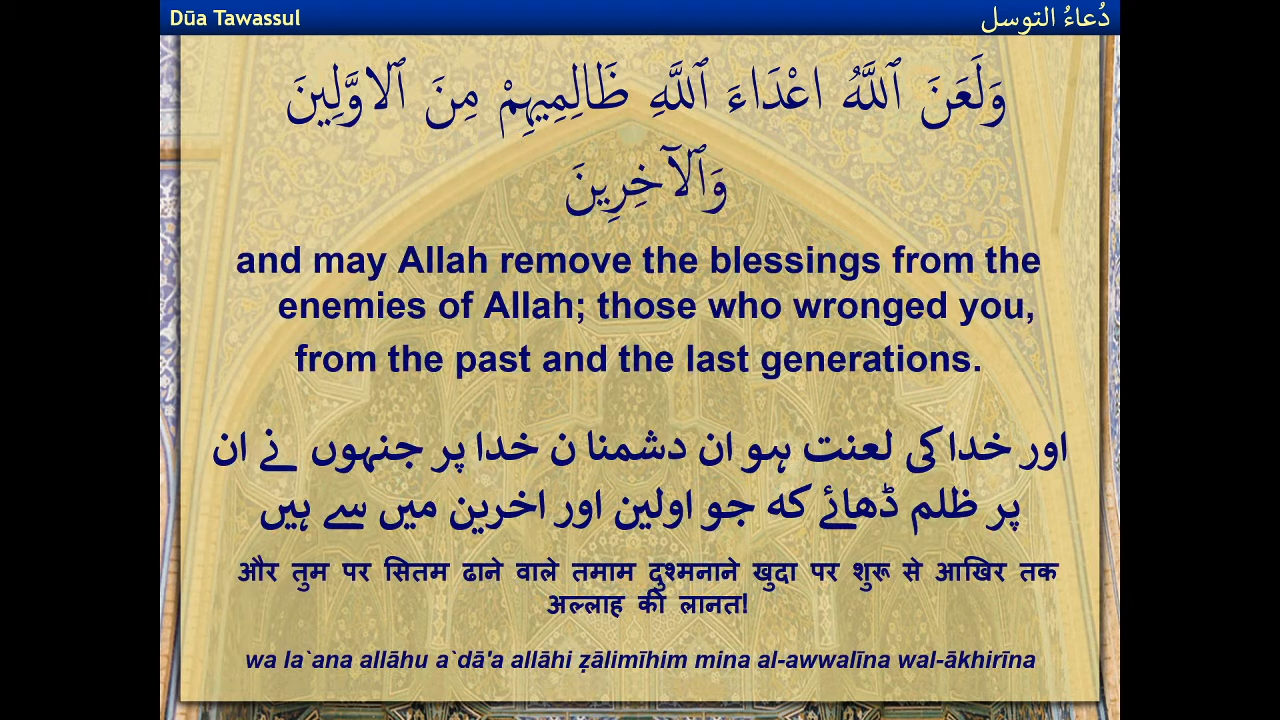 Dūa Tawassul
دُعاءُ التوسل
وَلَعَنَ ٱللَّهُ اعْدَاءَ ٱللَّهِ ظَالِمِيهِمْ مِنَ ٱلاوَّلِينَ
وَٱلآخِرِينَ
and may Allah remove the blessings from the
enemies of Allah; those who wronged you,
from the past and the last generations.
اور خدا کی لعنت ہو ان دشمنا ن خدا پر جنہوں نے ان
پر ظلم ڈھائے که جو اولین اور اخرین میں سے ہیں
और तुम पर सितम ढाने वाले तमाम दुश्मनाने खुदा पर शुरू से आखिर तक
अल्लाह की लानत!
wa la`ana allāhu a`dā'a allāhi ẓālimīhim mina al-awwalīna wal-ākhirīna